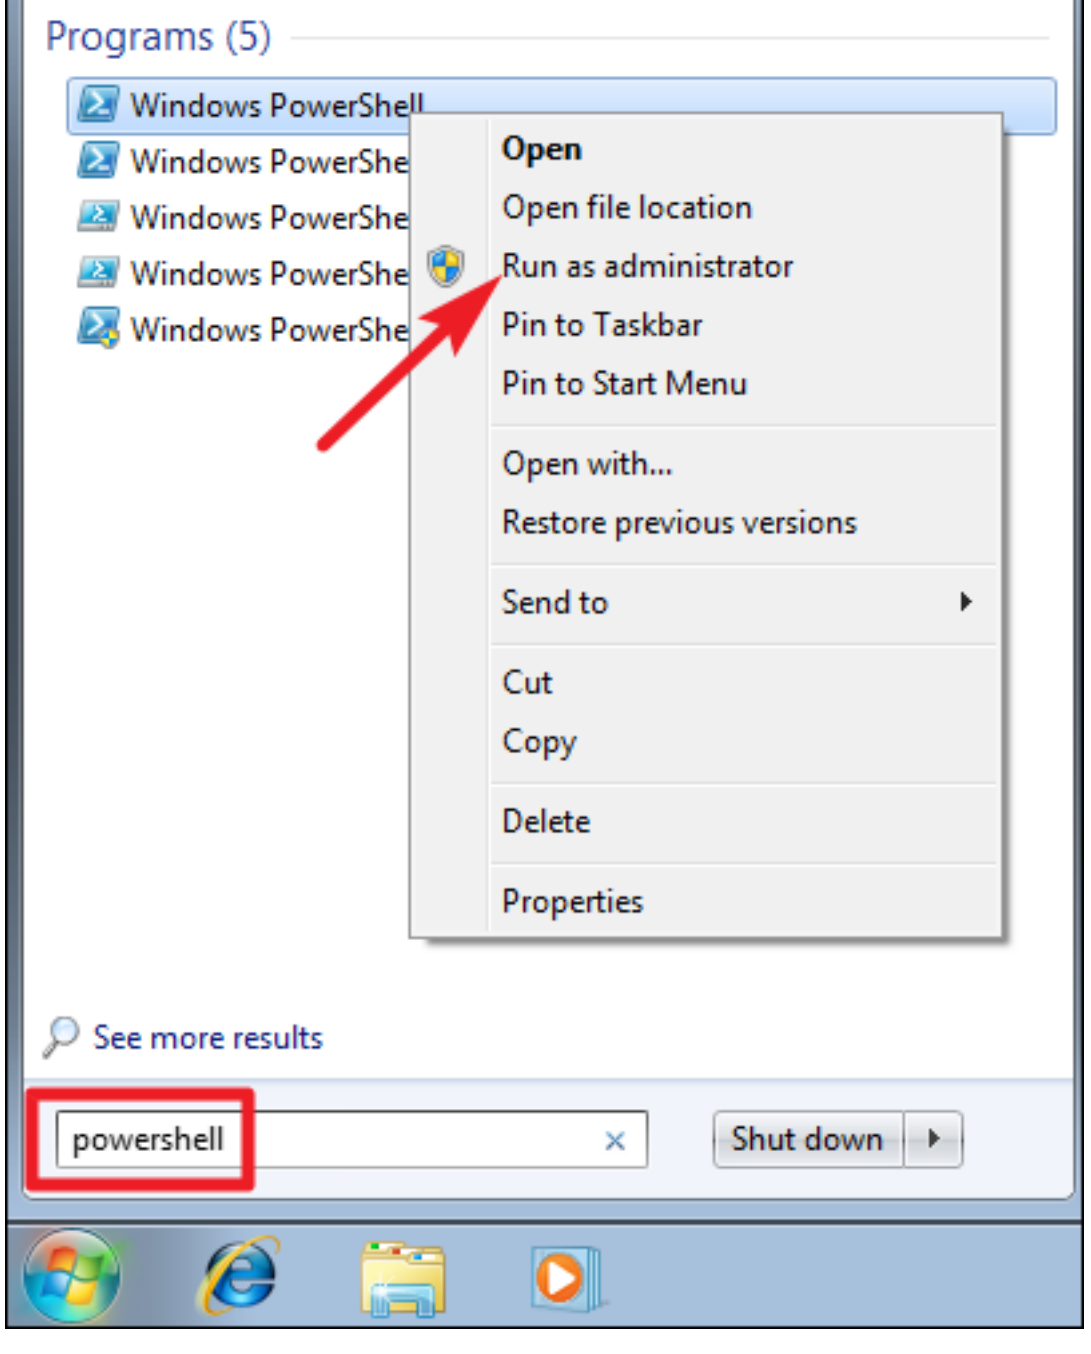 Programs (5)
Windows PowerShell
Windows PowerShe
Windows PowerShe
Windows PowerShe
Windows PowerShe
Open
Open file location
Run as administrator
Pin to Taskbar
Pin to Start Menu
Open with...
Restore previous versions
Send to
Cut
Copy
Delete
Properties
See more results
powershell
Shut down